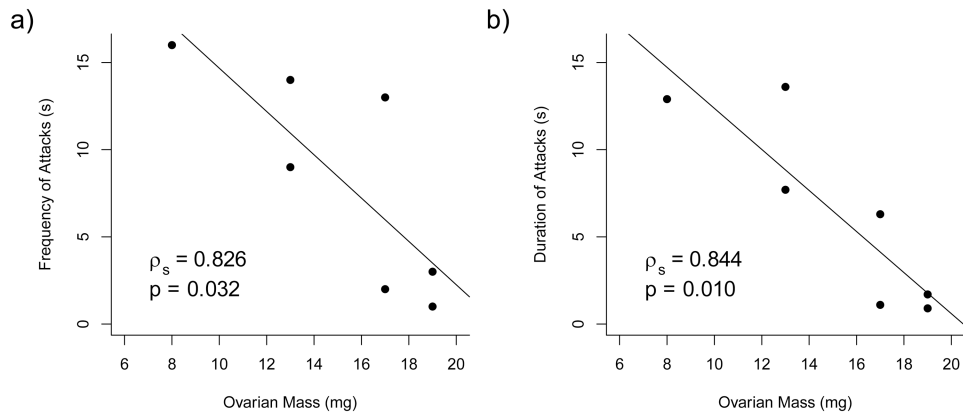 a)
Frequency of Attacks (s)
15
10
5
0
ρs = 0.826
p = 0.032
6 8 10 12 14 16 18 20
Ovarian Mass (mg)
b)
Duration of Attacks (s)
15
10
5
0
ρs = 0.844
p = 0.010
6 8 10 12 14 16 18 20
Ovarian Mass (mg)